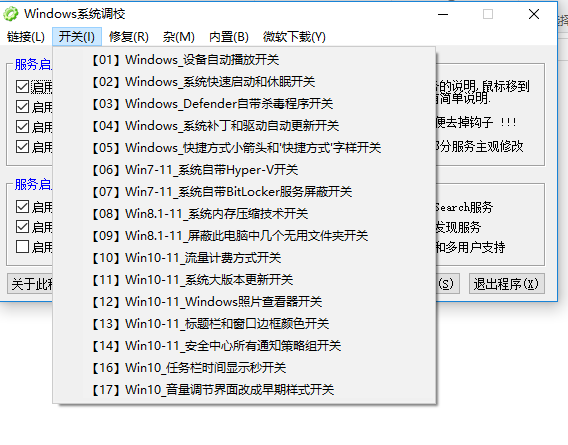 Windows系统调校
链接(L) 开关(I) 修复(R) 杂(M) 内置(B) 微软下载(Y)
【01】Windows_设备自动播放开关
【02】Windows_系统快速启动和休眠开关
【03】Windows_Defender自带杀毒程序开关
【04】Windows_系统补丁和驱动自动更新开关
【05】Windows_快捷方式小箭头和'快捷方式'字样开关
【06】Win7-11_系统自带Hyper-V开关
【07】Win7-11_系统自带BitLocker服务屏蔽开关
【08】Win8.1-11_系统内存压缩技术开关
【09】Win8.1-11_屏蔽此电脑中几个无用文件夹开关
【10】Win10-11_流量计费方式开关
【11】Win10-11_系统大版本更新开关
【12】Win10-11_Windows照片查看器开关
【13】Win10-11_标题栏和窗口边框颜色开关
【14】Win10-11_安全中心所有通知策略组开关
【16】Win10_任务栏时间显示秒开关
【17】Win10_音量调节界面改成早期样式开关
服务启
启用
启用
启用
启用
的说明,鼠标移到
简单说明.
便去掉钩子 !!!
部分服务主观修改
服务启
启用
启用
启用
Search服务
发现服务
和多用户支持
关于此程
(S)
退出程序(X)